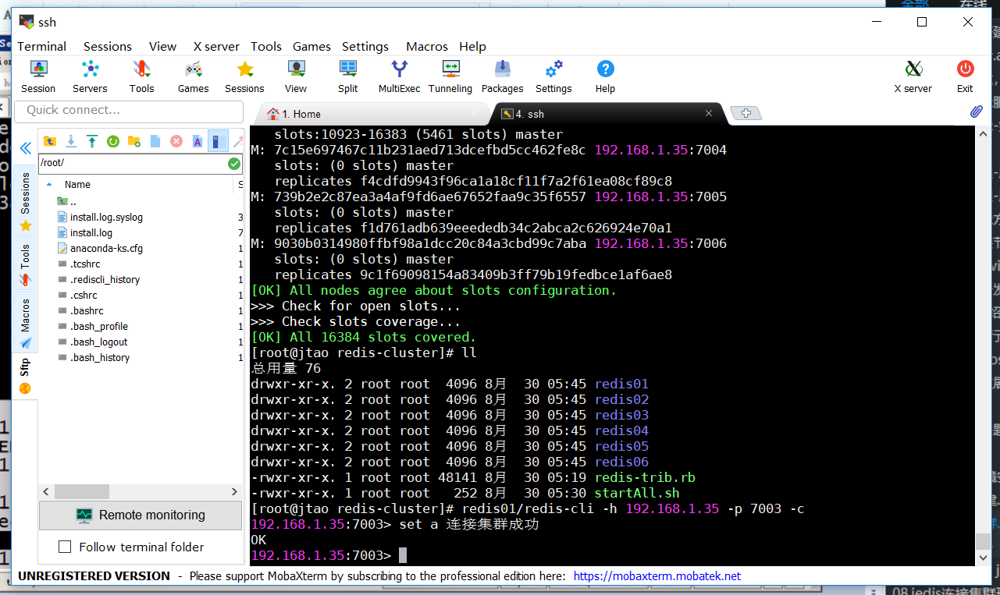 ssh
Terminal Sessions View X server Tools Games Settings Macros Help
Session Servers Tools Games Sessions View Split MultiExec Tunneling Packages Settings Help X server Exit
Quick connect...
1. Home
4. ssh
/root/
Name
..
install.log.syslog
install.log
anaconda-ks.cfg
.tcshrc
.rediscli_history
.cshrc
.bashrc
.bash_profile
.bash_logout
.bash_history
Sessions
Tools
Macros
Sftp
Remote monitoring
Follow terminal folder
slots:10923-16383 (5461 slots) master
M: 7c15e697467c11b231aed713dcefbd5cc462fe8c 192.168.1.35:7004
slots: (0 slots) master
replicates f4cdfd9943f96ca1a18cf11f7a2f61ea08cf89c8
M: 739b2e2c87ea3a4af9fd6ae67652faa9c35f6557 192.168.1.35:7005
slots: (0 slots) master
replicates f1d761adb639eeededb34c2abca2c626924e70a1
M: 9030b0314980ffbf98a1dcc20c84a3cbd99c7aba 192.168.1.35:7006
slots: (0 slots) master
replicates 9c1f69098154a83409b3ff79b19fedbce1af6ae8
[OK] All nodes agree about slots configuration.
>>> Check for open slots...
>>> Check slots coverage...
[OK] All 16384 slots covered.
[root@jtao redis-cluster]# ll
总用量 76
drwxr-xr-x. 2 root root 4096 8月 30 05:45 redis01
drwxr-xr-x. 2 root root 4096 8月 30 05:45 redis02
drwxr-xr-x. 2 root root 4096 8月 30 05:45 redis03
drwxr-xr-x. 2 root root 4096 8月 30 05:45 redis04
drwxr-xr-x. 2 root root 4096 8月 30 05:45 redis05
drwxr-xr-x. 2 root root 4096 8月 30 05:45 redis06
-rwxr-xr-x. 1 root root 48141 8月 30 05:19 redis-trib.rb
-rwxr-xr-x. 1 root root 252 8月 30 05:30 startAll.sh
[root@jtao redis-cluster]# redis01/redis-cli -h 192.168.1.35 -p 7003 -c
192.168.1.35:7003> set a 连接集群成功
OK
192.168.1.35:7003>
UNREGISTERED VERSION - Please support MobaXterm by subscribing to the professional edition here: https://mobaxterm.mobatek.net